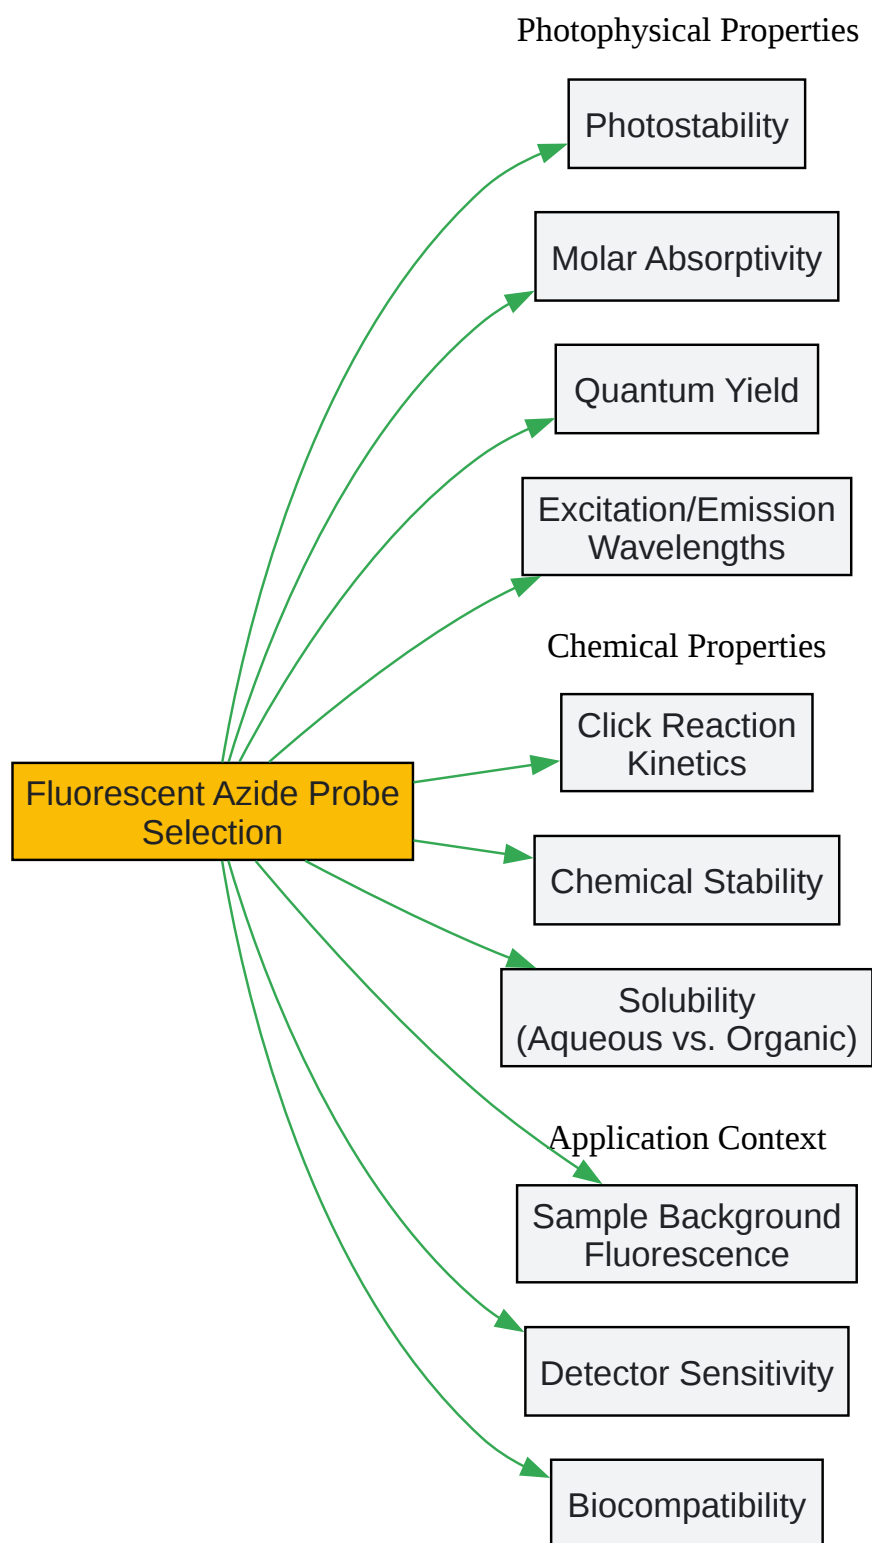 Photophysical Properties
Photostability
Molar Absorptivity
Quantum Yield
Excitation/Emission
Wavelengths
Chemical Properties
Click Reaction
Kinetics
Fluorescent Azide Probe
Selection
Chemical Stability
Solubility
(Aqueous vs. Organic)
Application Context
Sample Background
Fluorescence
Detector Sensitivity
Biocompatibility